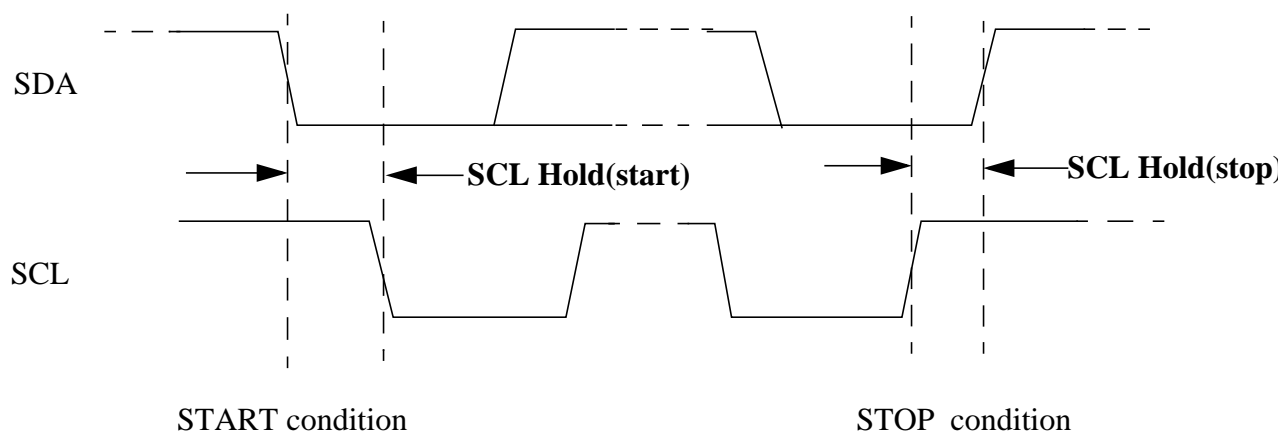 SDA
SCL Hold(start)
SCL Hold(stop)
SCL
START condition
STOP condition